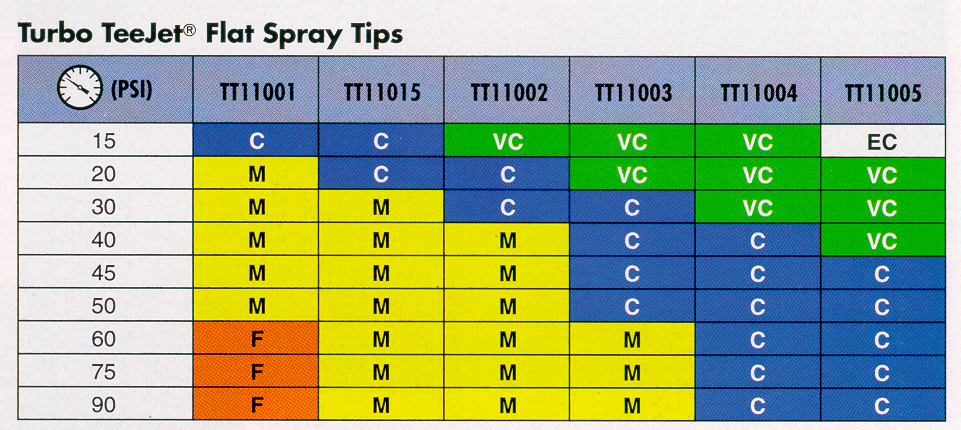 Turbo TeeJet® Flat Spray Tips
(PSI) TT11001 TT11015 TT11002 TT11003 TT11004 TT11005
15 C C VC VC VC EC
20 M C C VC VC VC
30 M M C C VC VC
40 M M M C C VC
45 M M M C C C
50 M M M C C C
60 F M M M C C
75 F M M M C C
90 F M M M C C